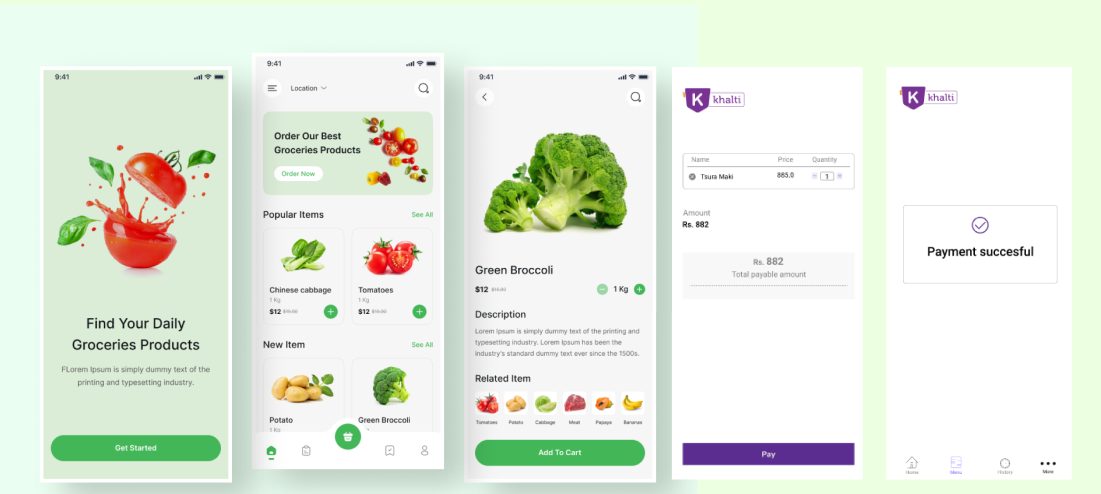 9:41
Find Your Daily
Groceries Products
FLorem Ipsum is simply dummy text of the
printing and typesetting industry.
Get Started
9:41
Location
Order Our Best
Groceries Products
Order Now
Popular Items
See All
Chinese cabbage
1 Kg
$12
Tomatoes
1 Kg
$12
New Item
See All
Potato
1 Kg
Green Broccoli
9:41
Green Broccoli
$12
1 Kg
Description
Lorem Ipsum is simply dummy text of the printing and
typesetting industry. Lorem Ipsum has been the
industry's standard dummy text ever since the 1500s.
Related Item
Tomatoes Potato Cabbage Meat Papaya Bananas
Add To Cart
K khalti
Name Price Quantity
Tsura Maki 885.0 - 1 +
Amount
Rs. 882
Rs. 882
Total payable amount
Pay
K khalti
Payment succesful
Home Menu History More